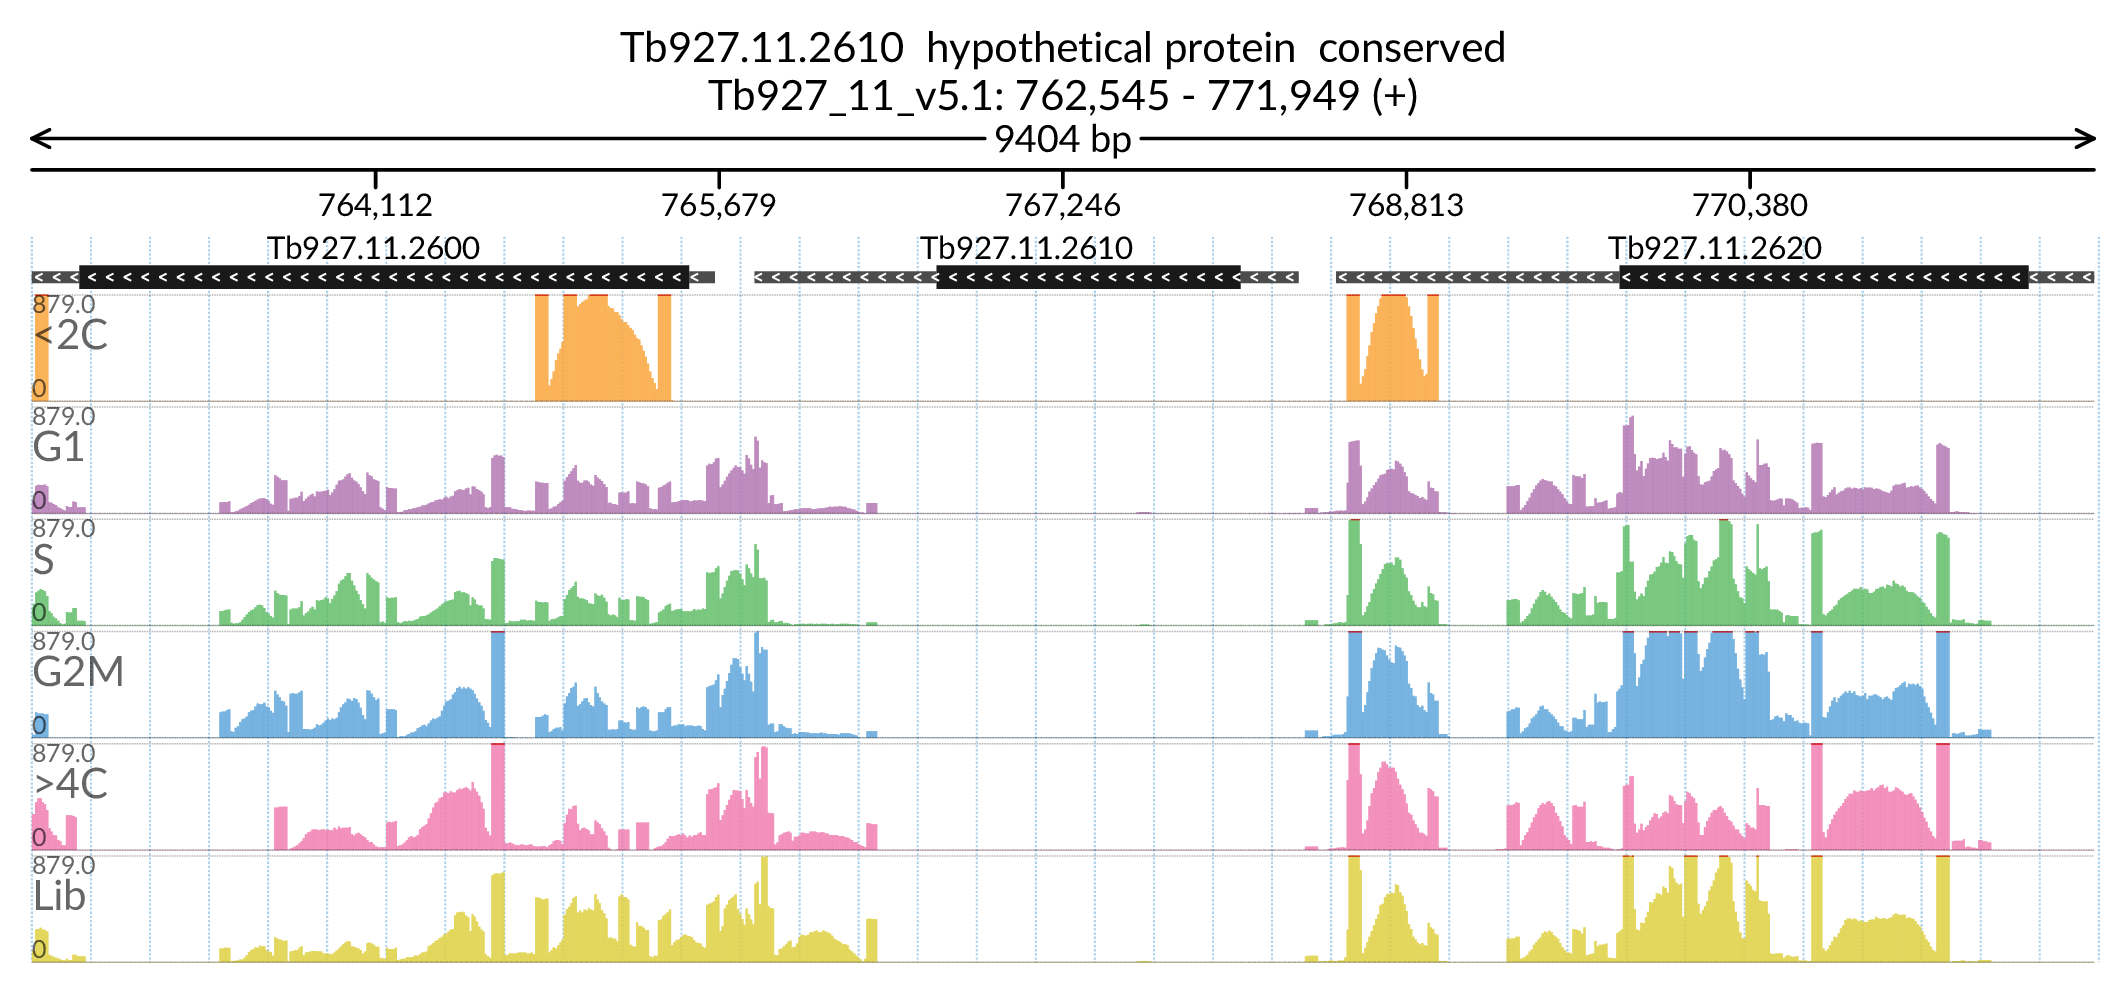 Tb927.11.2610  hypothetical protein  conserved
Tb927_11_v5.1: 762,545 - 771,949 (+)
9404 bp
764,112 765,679 767,246 768,813 770,380
Tb927.11.2600 Tb927.11.2610 Tb927.11.2620
879.0
<2C
0
879.0
G1
0
879.0
S
0
879.0
G2M
0
879.0
>4C
0
879.0
Lib
0